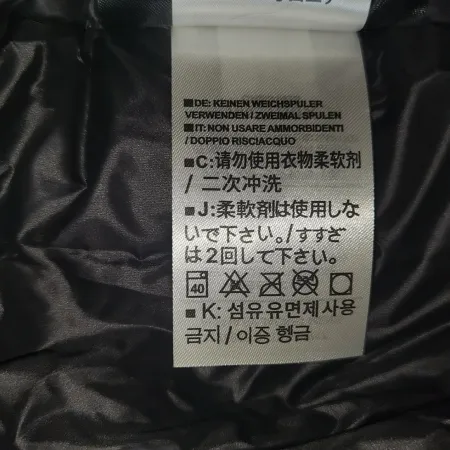 ■DE: KEINEN WEICHSPULER
VERWENDEN / ZWEIMAL SPULEN
■IT: NON USARE AMMORBIDENTI
/ DOPPIO RISCIACQUO
■C:请勿使用衣物柔软剂
/ 二次冲洗
■J:柔軟剤は使用しな
いで下さい。/すすぎ
は2回して下さい。
40
■K: 섬유유면제사용
금지/이중 헹금